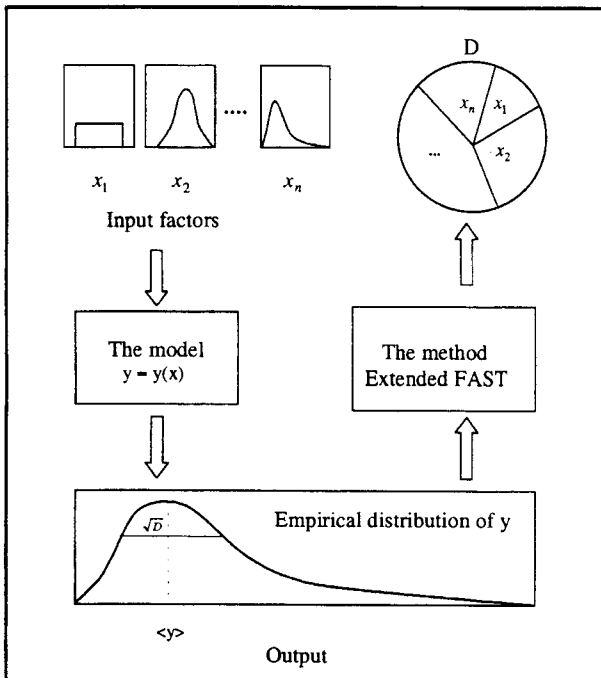 D
....
x_n x_1
... x_2
x_1 x_2 x_n
Input factors
The model
y = y(x)
The method
Extended FAST
Empirical distribution of y
√D
<y>
Output